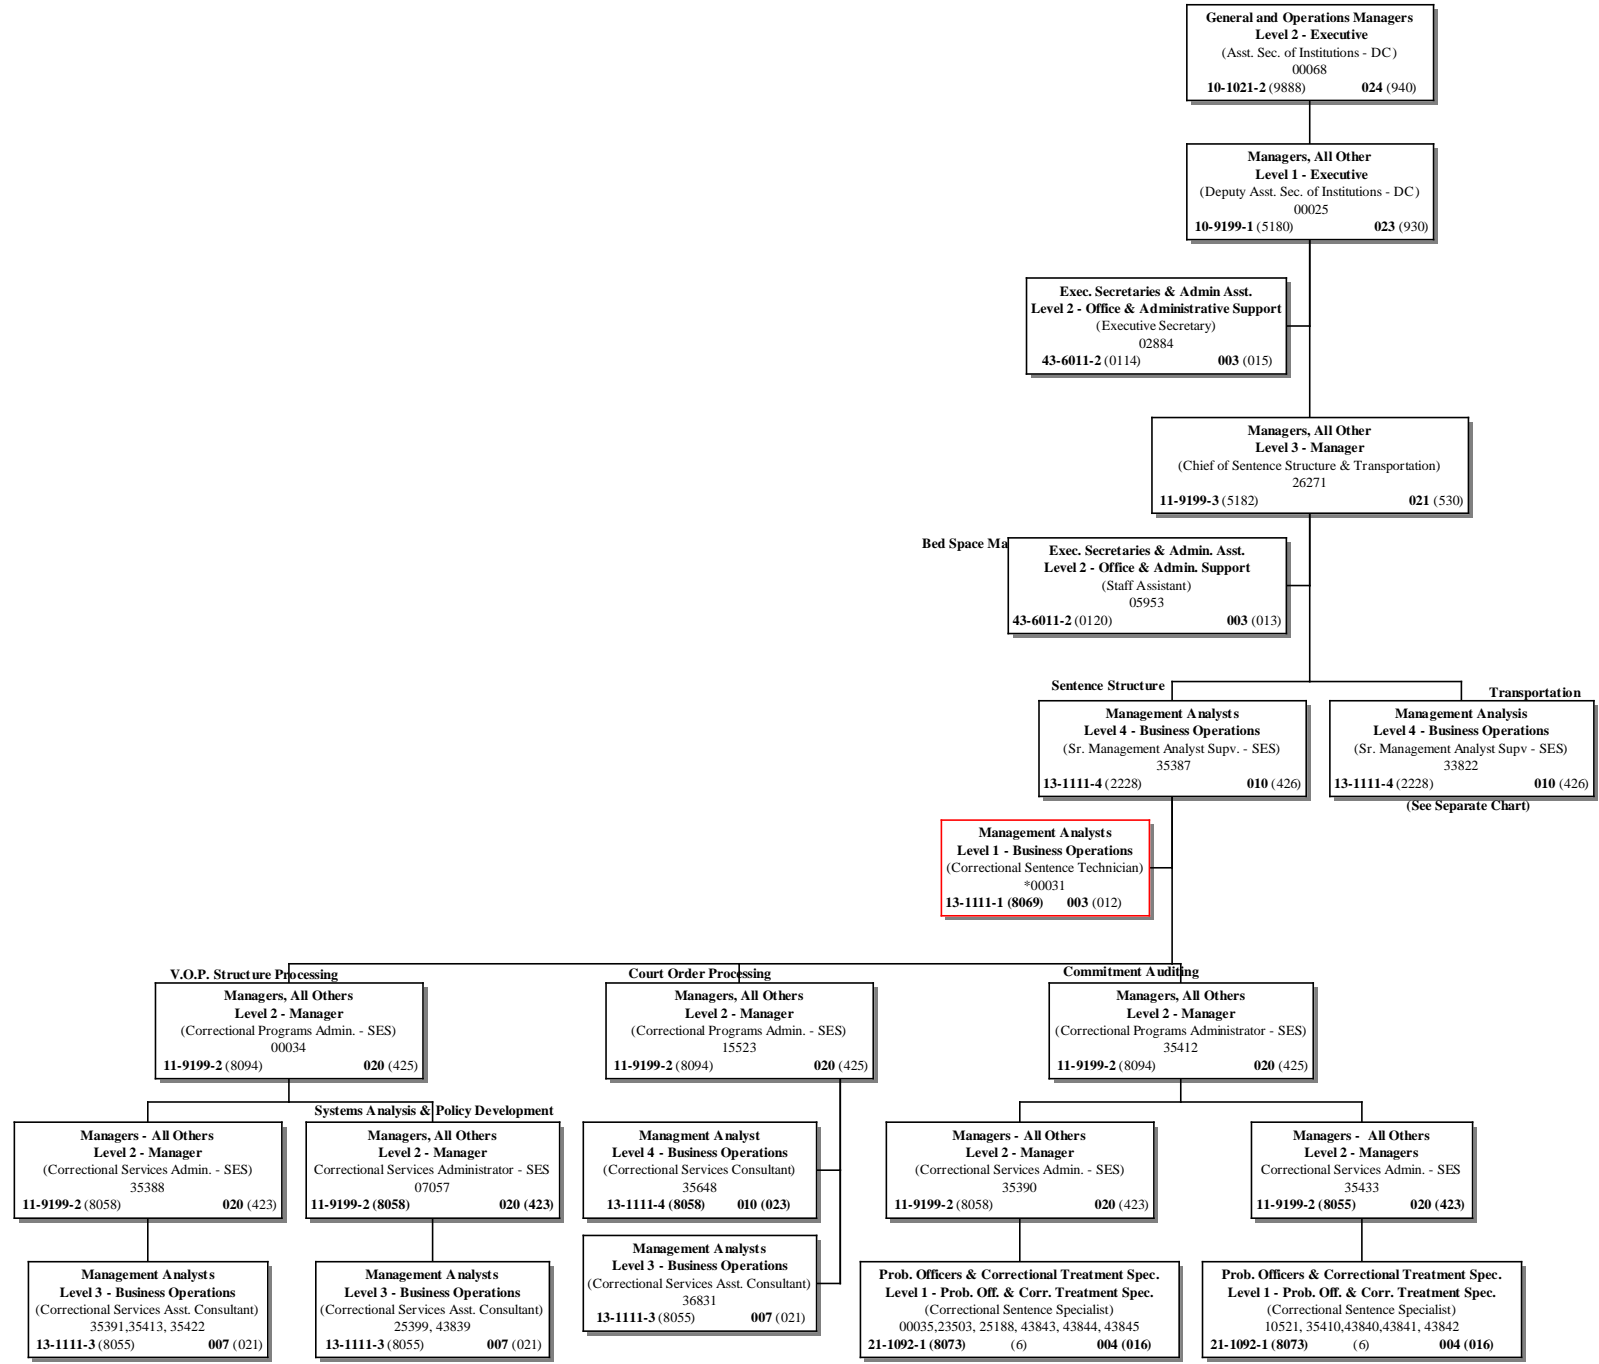 General and Operations Managers
Level 2 - Executive
(Asst. Sec. of Institutions - DC)
00068
10-1021-2 (9888) 024 (940)
Managers, All Other
Level 1 - Executive
(Deputy Asst. Sec. of Institutions - DC)
00025
10-9199-1 (5180) 023 (930)
Exec. Secretaries & Admin Asst.
Level 2 - Office & Administrative Support
(Executive Secretary)
02884
43-6011-2 (0114) 003 (015)
Managers, All Other
Level 3 - Manager
(Chief of Sentence Structure & Transportation)
26271
11-9199-3 (5182) 021 (530)
Bed Space Ma
Exec. Secretaries & Admin. Asst.
Level 2 - Office & Admin. Support
(Staff Assistant)
05953
43-6011-2 (0120) 003 (013)
Sentence Structure
Management Analysts
Level 4 - Business Operations
(Sr. Management Analyst Supv. - SES)
35387
13-1111-4 (2228) 010 (426)
Transportation
Management Analysis
Level 4 - Business Operations
(Sr. Management Analyst Supv - SES)
33822
13-1111-4 (2228) 010 (426)
(See Separate Chart)
Management Analysts
Level 1 - Business Operations
(Correctional Sentence Technician)
*00031
13-1111-1 (8069) 003 (012)
V.O.P. Structure Processing
Managers, All Others
Level 2 - Manager
(Correctional Programs Admin. - SES)
00034
11-9199-2 (8094) 020 (425)
Court Order Processing
Managers, All Others
Level 2 - Manager
(Correctional Programs Admin. - SES)
15523
11-9199-2 (8094) 020 (425)
Commitment Auditing
Managers, All Others
Level 2 - Manager
(Correctional Programs Administrator - SES)
35412
11-9199-2 (8094) 020 (425)
Managers - All Others
Level 2 - Manager
(Correctional Services Admin. - SES)
35388
11-9199-2 (8058) 020 (423)
Systems Analysis & Policy Development
Managers, All Others
Level 2 - Manager
Correctional Services Administrator - SES
07057
11-9199-2 (8058) 020 (423)
Managment Analyst
Level 4 - Business Operations
(Correctional Services Consultant)
35648
13-1111-4 (8058) 010 (023)
Managers - All Others
Level 2 - Manager
(Correctional Services Admin. - SES)
35390
11-9199-2 (8058) 020 (423)
Managers - All Others
Level 2 - Managers
Correctional Services Admin. - SES
35433
11-9199-2 (8055) 020 (423)
Management Analysts
Level 3 - Business Operations
(Correctional Services Asst. Consultant)
35391,35413, 35422
13-1111-3 (8055) 007 (021)
Management Analysts
Level 3 - Business Operations
(Correctional Services Asst. Consultant)
25399, 43839
13-1111-3 (8055) 007 (021)
Management Analysts
Level 3 - Business Operations
(Correctional Services Asst. Consultant)
36831
13-1111-3 (8055) 007 (021)
Prob. Officers & Correctional Treatment Spec.
Level 1 - Prob. Off. & Corr. Treatment Spec.
(Correctional Sentence Specialist)
00035,23503, 25188, 43843, 43844, 43845
21-1092-1 (8073) (6) 004 (016)
Prob. Officers & Correctional Treatment Spec.
Level 1 - Prob. Off. & Corr. Treatment Spec.
(Correctional Sentence Specialist)
10521, 35410,43840,43841, 43842
21-1092-1 (8073) (6) 004 (016)